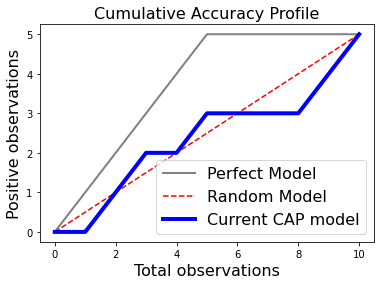 Cumulative Accuracy Profile
Positive observations
5
4
3
2
1
0
Perfect Model
Random Model
Current CAP model
0 2 4 6 8 10
Total observations